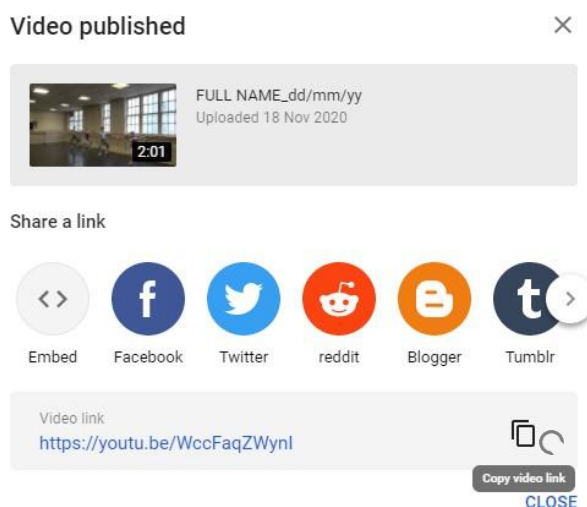 Video published
FULL NAME_dd/mm/yy
Uploaded 18 Nov 2020
2:01
Share a link
Embed
Facebook
Twitter
reddit
Blogger
Tumblr
Video link
https://youtu.be/WccFaqZWynI
Copy video link
CLOSE